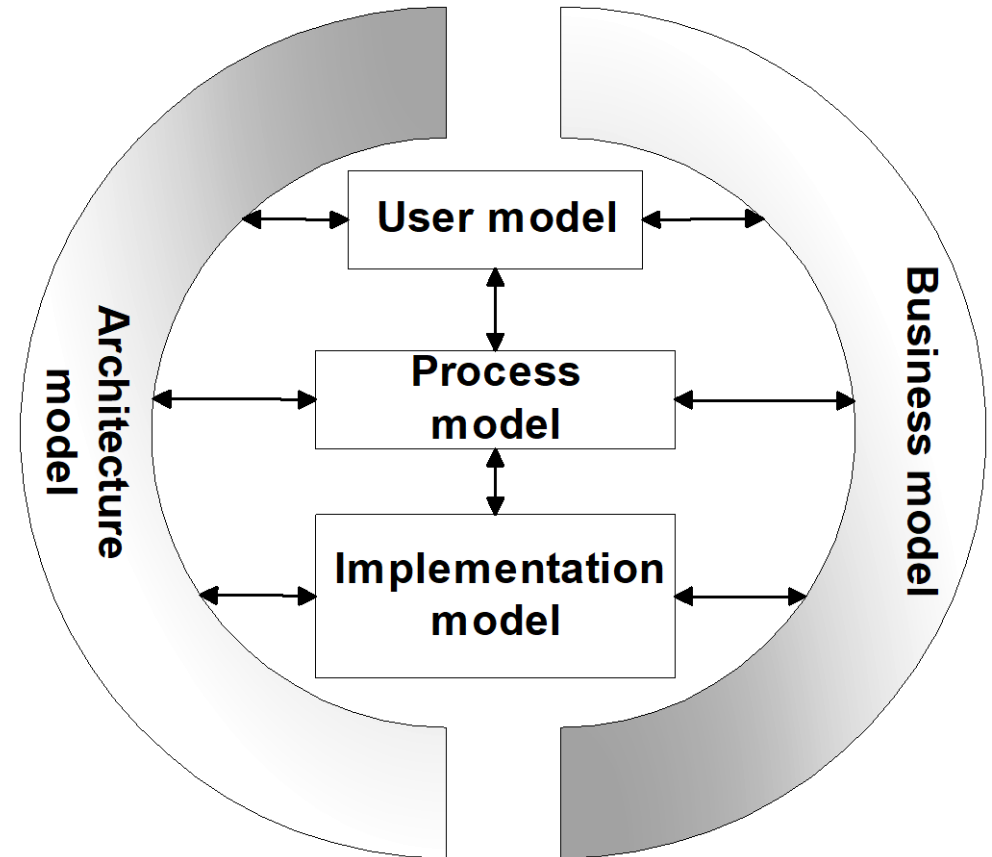 User model
Process
model
Implementation
model
Architecture
model
Business model